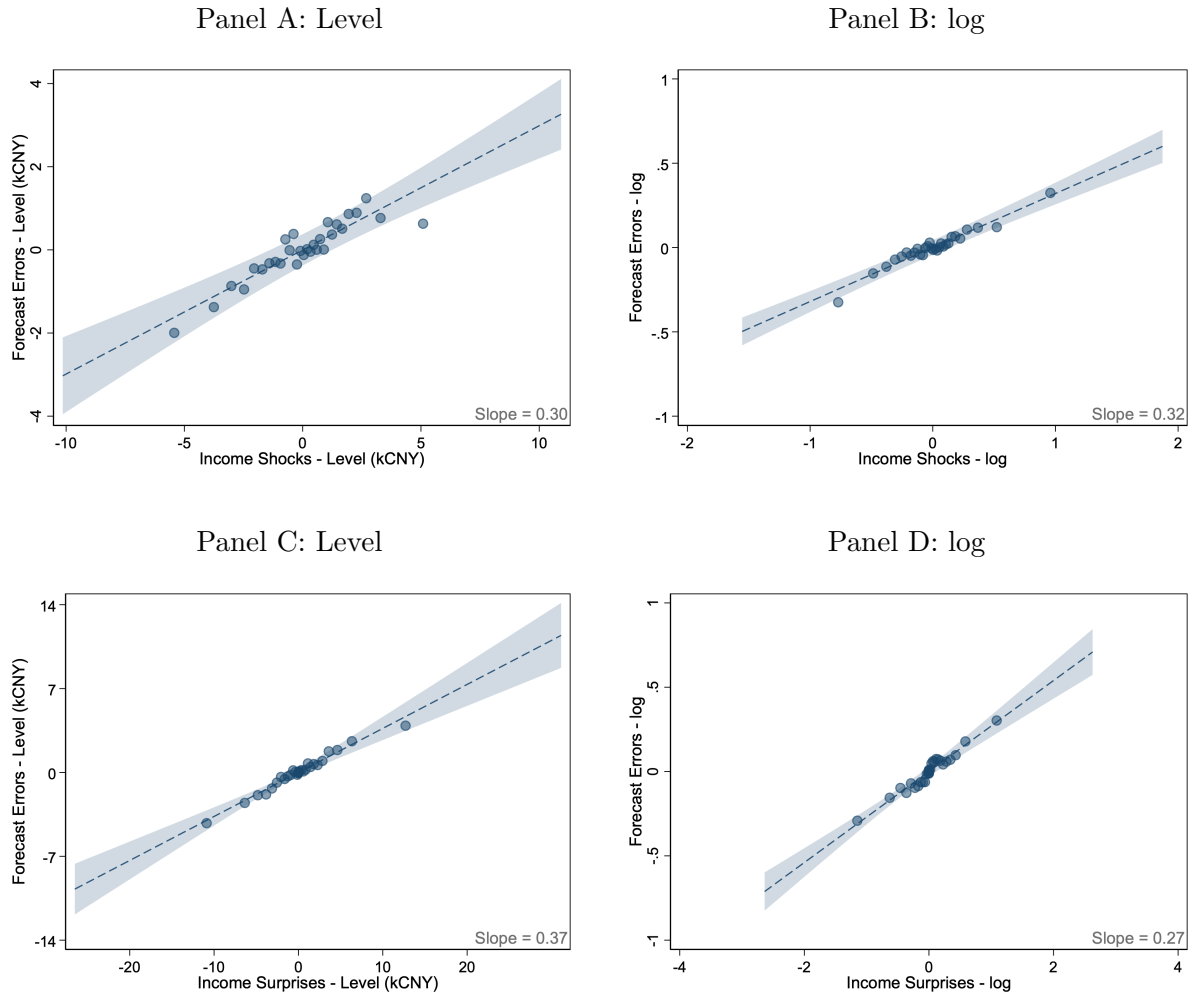 Panel A: Level
Forecast Errors - Level (kCNY)
4
2
0
-2
-4
Slope = 0.30
-10 -5 0 5 10
Income Shocks - Level (kCNY)
Panel B: log
Forecast Errors - log
1
.5
0
-.5
-1
Slope = 0.32
-2 -1 0 1 2
Income Shocks - log
Panel C: Level
Forecast Errors - Level (kCNY)
14
7
0
-7
-14
Slope = 0.37
-20 -10 0 10 20
Income Surprises - Level (kCNY)
Panel D: log
Forecast Errors - log
1
.5
0
-.5
-1
Slope = 0.27
-4 -2 0 2 4
Income Surprises - log